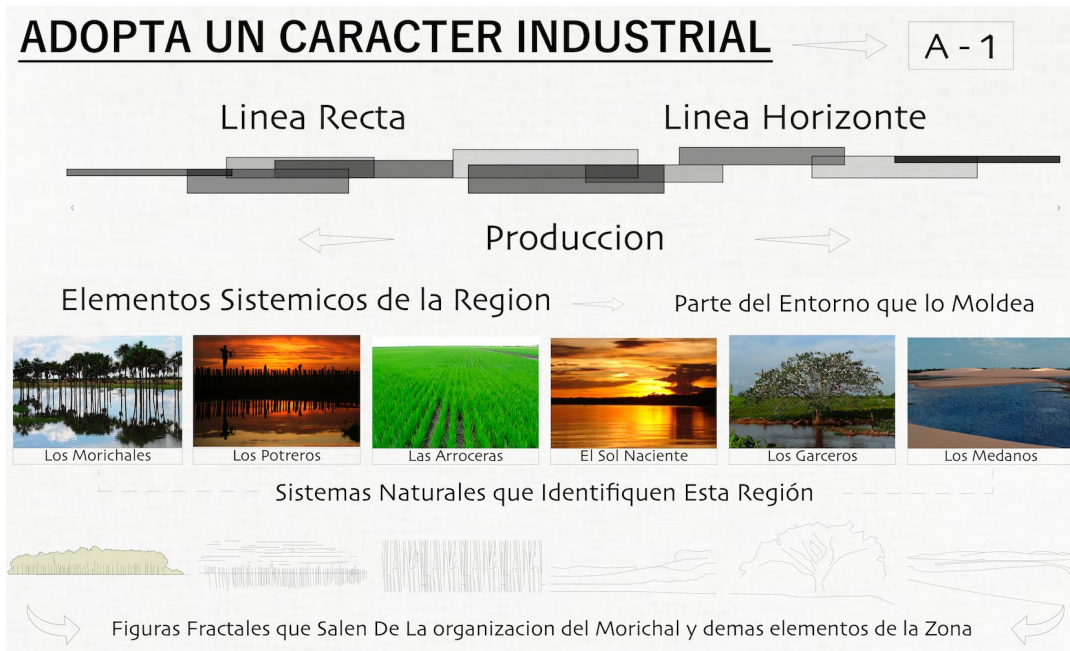 ADOPTA UN CARACTER INDUSTRIAL
A - 1
Linea Recta
Linea Horizonte
Produccion
Elementos Sistemicos de la Region
Parte del Entorno que lo Moldea
Los Morichales
Los Potreros
Las Arroceras
El Sol Naciente
Los Garceros
Los Medanos
Sistemas Naturales que Identifiquen Esta Región
Figuras Fractales que Salen De La organizacion del Morichal y demas elementos de la Zona